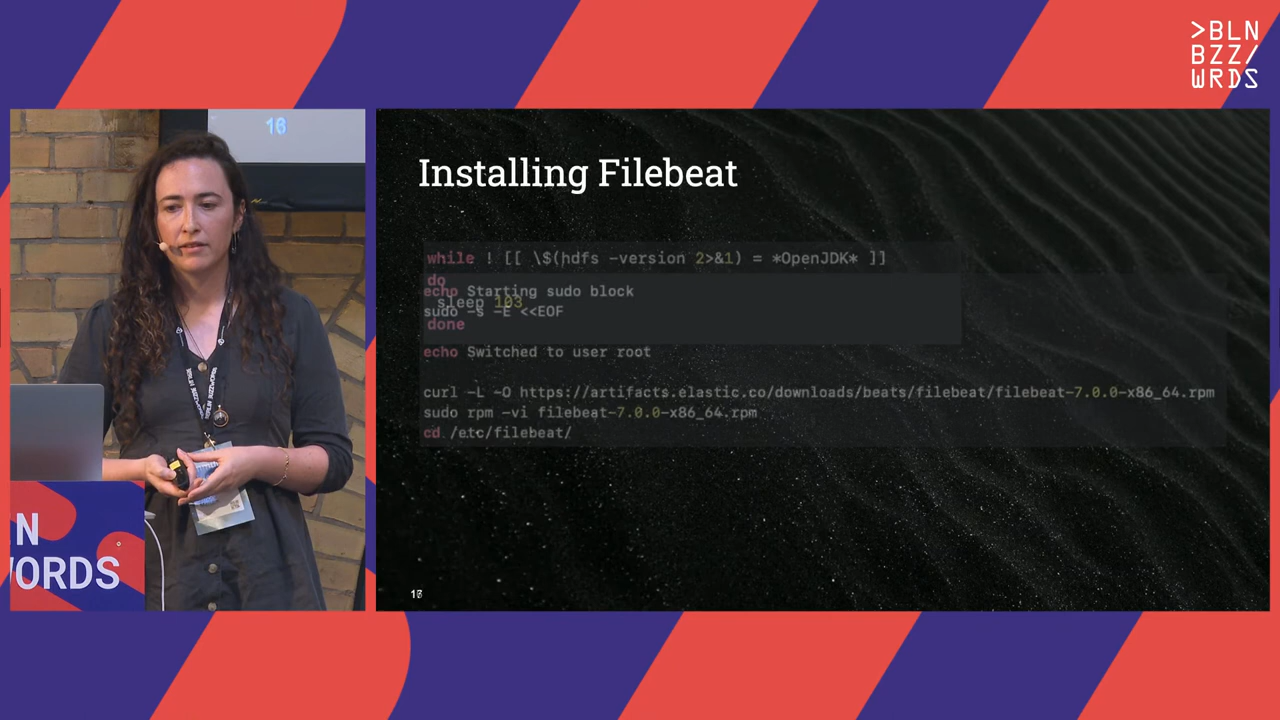 >BLN
BZZ/
WRDS
16
Installing Filebeat
while ! [[ \$(hdfs -version 2>&1) = *OpenJDK* ]]
do
echo Starting sudo block
sleep
sudo -s -E <<EOF
done
echo Switched to user root
curl -L -O https://artifacts.elastic.co/downloads/beats/filebeat/filebeat-7.0.0-x86_64.rpm
sudo rpm -vi filebeat-7.0.0-x86_64.rpm
cd /etc/filebeat/
LN
WORDS